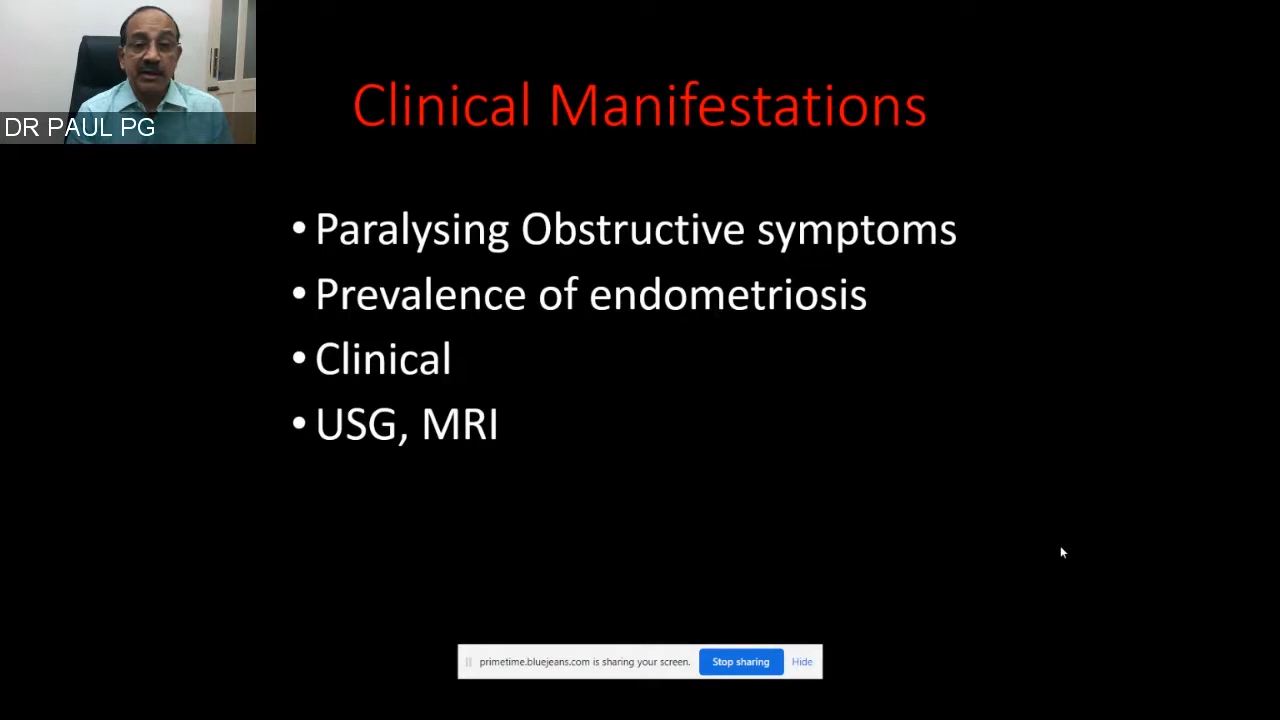 DR PAUL PG
Clinical Manifestations
• Paralysing Obstructive symptoms
• Prevalence of endometriosis
• Clinical
• USG, MRI
primetime.bluejeans.com is sharing your screen. Stop sharing Hide